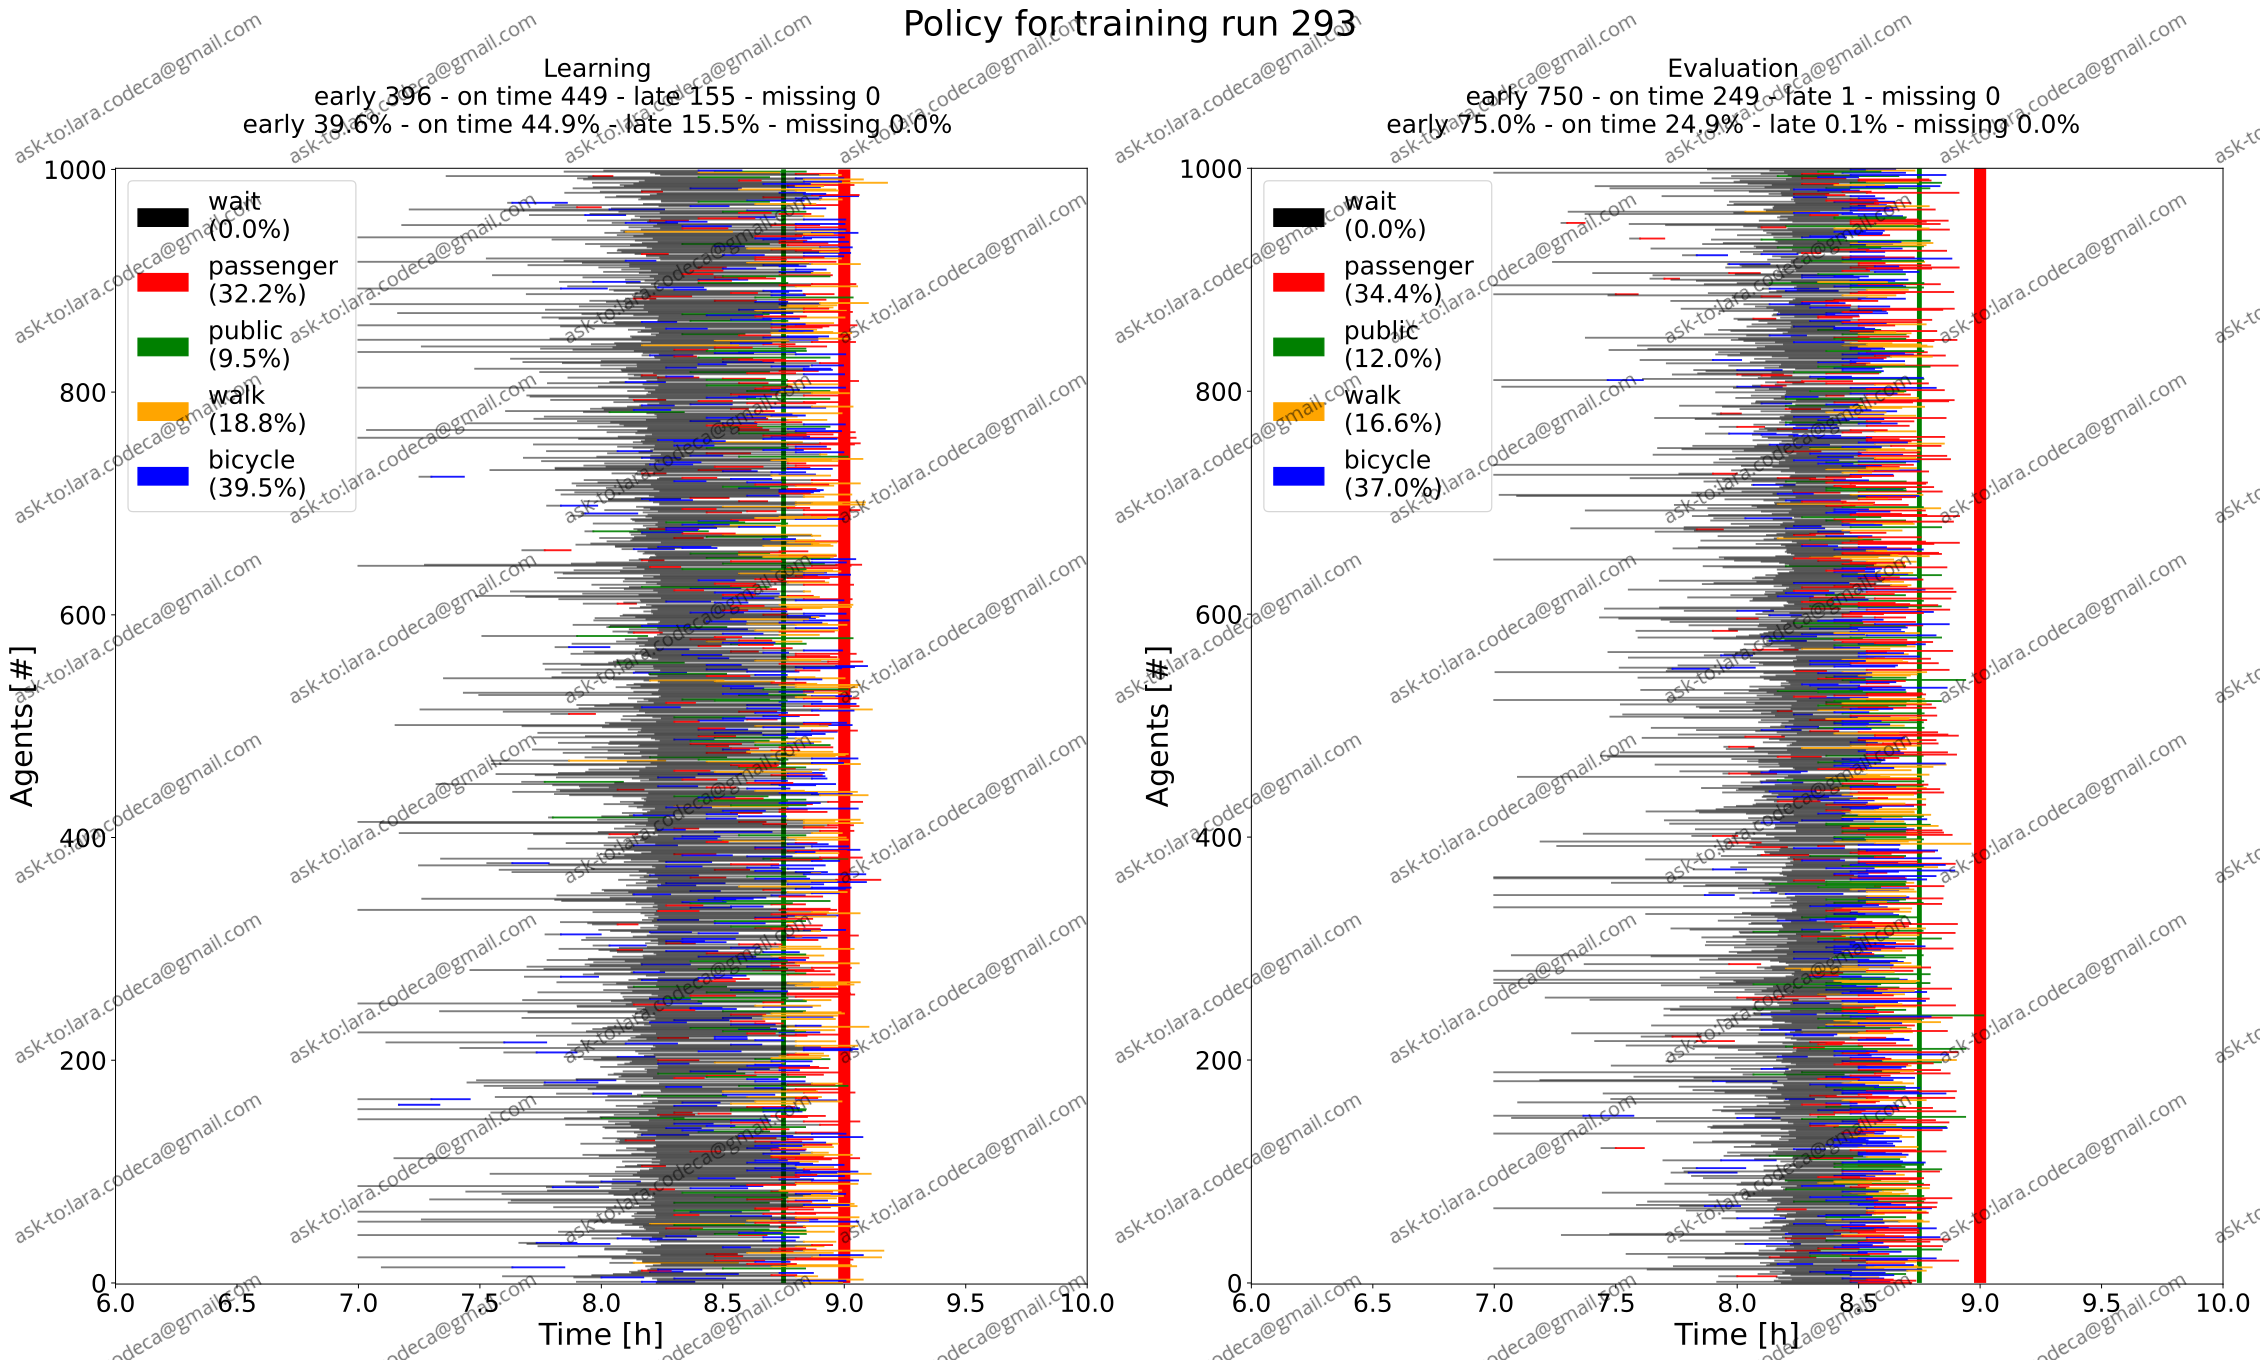 Policy for training run 293
Learning
early 396 - on time 449 - late 155 - missing 0
early 39.6% - on time 44.9% - late 15.5% - missing 0.0%
1000
800
600
400
200
0
Agents [#]
wait
(0.0%)
passenger
(32.2%)
public
(9.5%)
walk
(18.8%)
bicycle
(39.5%)
6.0 6.5 7.0 7.5 8.0 8.5 9.0 9.5 10.0
Time [h]
Evaluation
early 750 - on time 249 - late 1 - missing 0
early 75.0% - on time 24.9% - late 0.1% - missing 0.0%
1000
800
600
400
200
0
Agents [#]
wait
(0.0%)
passenger
(34.4%)
public
(12.0%)
walk
(16.6%)
bicycle
(37.0%)
6.0 6.5 7.0 7.5 8.0 8.5 9.0 9.5 10.0
Time [h]
ask-to:lara.codeca@gmail.com